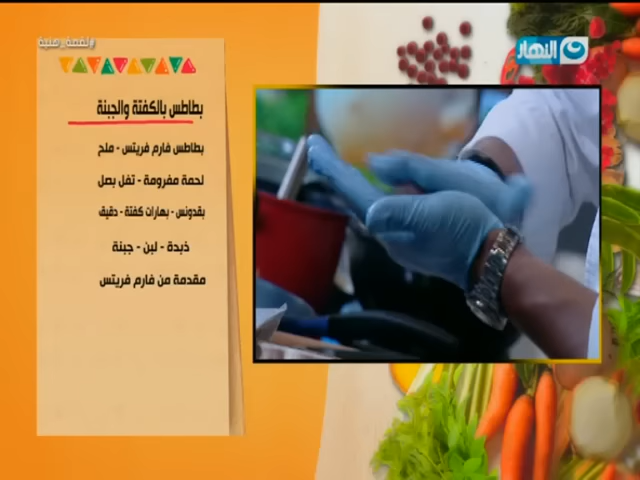 #لقمة_هنية
النهار
بطاطس بالكفتة والجبنة
بطاطس فارم فريتس - ملح
لحمة مفرومة - تفل بصل
بقدونس - بهارات كفتة - دقيق
ذبدة - لبن - جبنة
مقدمة من فارم فريتس